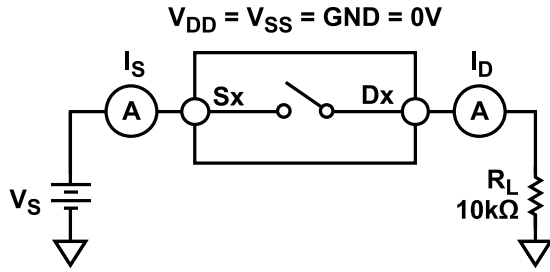 V_DD = V_SS = GND = 0V
I_S
I_D
A
Sx
Dx
A
V_S
R_L
10kΩ